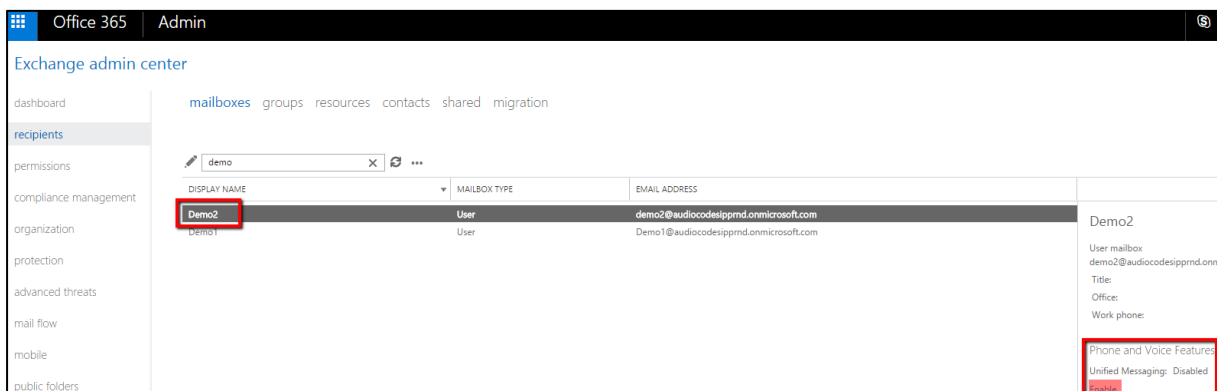 Office 365 Admin
Exchange admin center
dashboard
recipients
permissions
compliance management
organization
protection
advanced threats
mail flow
mobile
public folders
mailboxes groups resources contacts shared migration
demo
DISPLAY NAME MAILBOX TYPE EMAIL ADDRESS
Demo2 User demo2@audiocodesipprnd.onmicrosoft.com
Demo1 User Demo1@audiocodesipprnd.onmicrosoft.com
Demo2
User mailbox
demo2@audiocodesipprnd.onm
Title:
Office:
Work phone:
Phone and Voice Features
Unified Messaging: Disabled
Enable